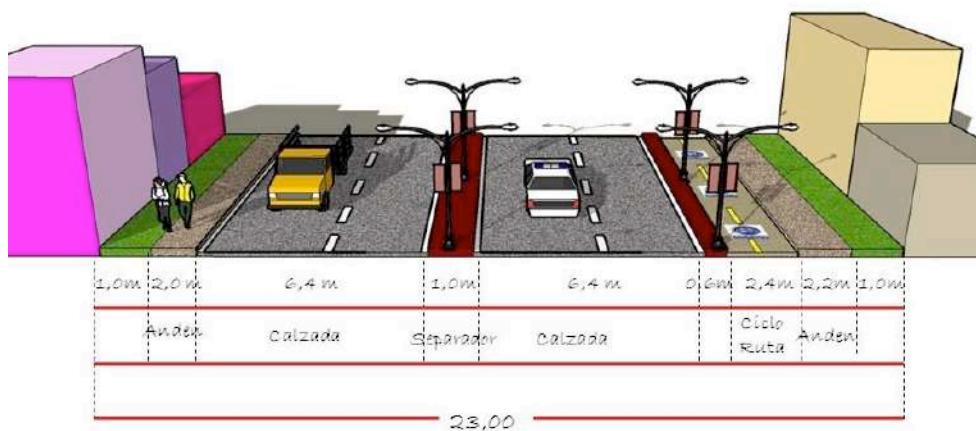 1,0m 2,0 m 6,4 m 1,0m 6,4 m 0,6m 2,4m 2,2m 1,0m
Anden Calzada Separador Calzada Ciclo Ruta Anden
23,00